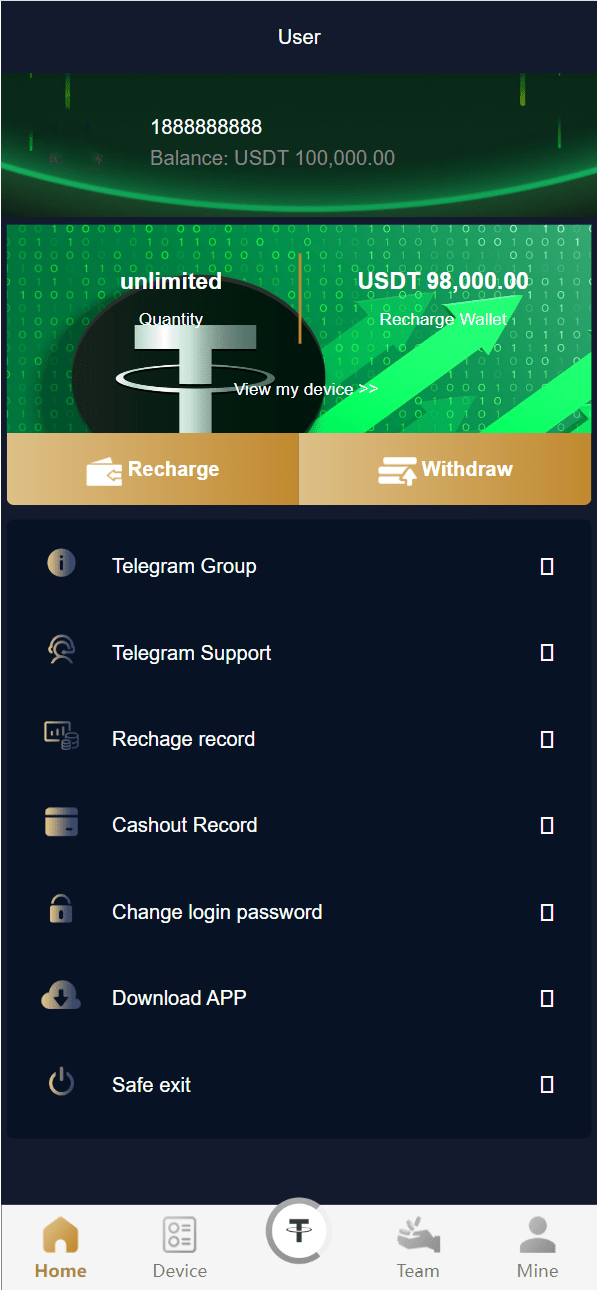 User
1888888888
Balance: USDT 100,000.00
unlimited
USDT 98,000.00
Quantity
Recharge Wallet
View my device >>
Recharge
Withdraw
Telegram Group
Telegram Support
Rechage record
Cashout Record
Change login password
Download APP
Safe exit
Home
Device
Team
Mine